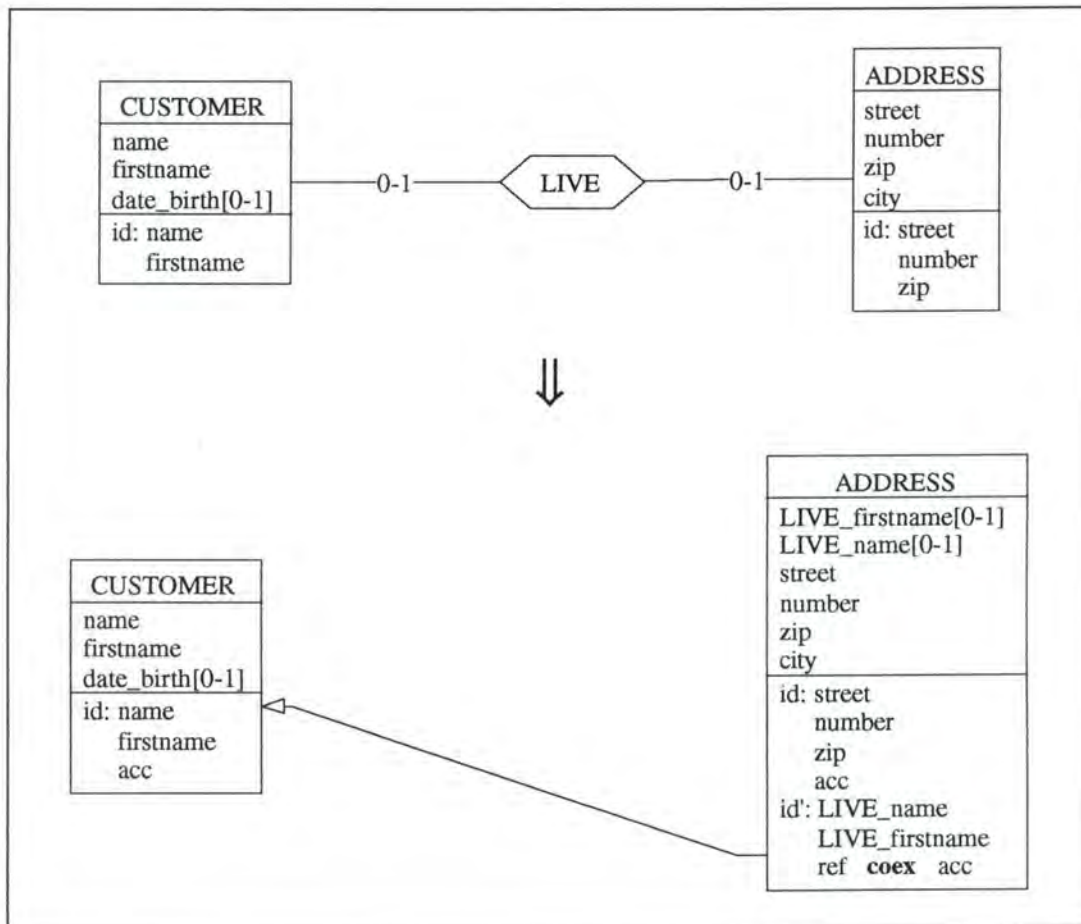 CUSTOMER
name
firstname
date_birth[0-1]
id: name
firstname
0-1
LIVE
0-1
ADDRESS
street
number
zip
city
id: street
number
zip
⇓
CUSTOMER
name
firstname
date_birth[0-1]
id: name
firstname
acc
ADDRESS
LIVE_firstname[0-1]
LIVE_name[0-1]
street
number
zip
city
id: street
number
zip
acc
id': LIVE_name
LIVE_firstname
ref coex acc